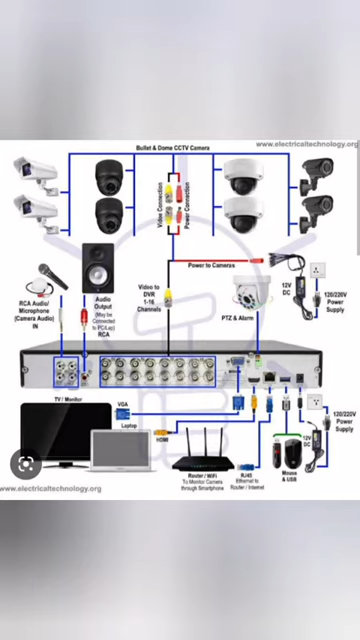 www.electricaltechnology.org
Bullet & Dome CCTV Camera
Video Connection
Power Connection
Power to Cameras
RCA Audio/
Microphone
(Camera Audio)
IN
Audio
Output
(May be
Connected
to PC/Lap)
RCA
Video to
DVR
1-16
Channels
PTZ & Alarm
12V
DC
120/220V
Power
Supply
TV / Monitor
VGA
Laptop
HDMI
Router / WiFi
To Monitor Camera
through Smartphone
RJ45
Ethernet to
Router / Internet
Mouse
& USB
12V
DC
120/220V
Power
Supply
www.electricaltechnology.org